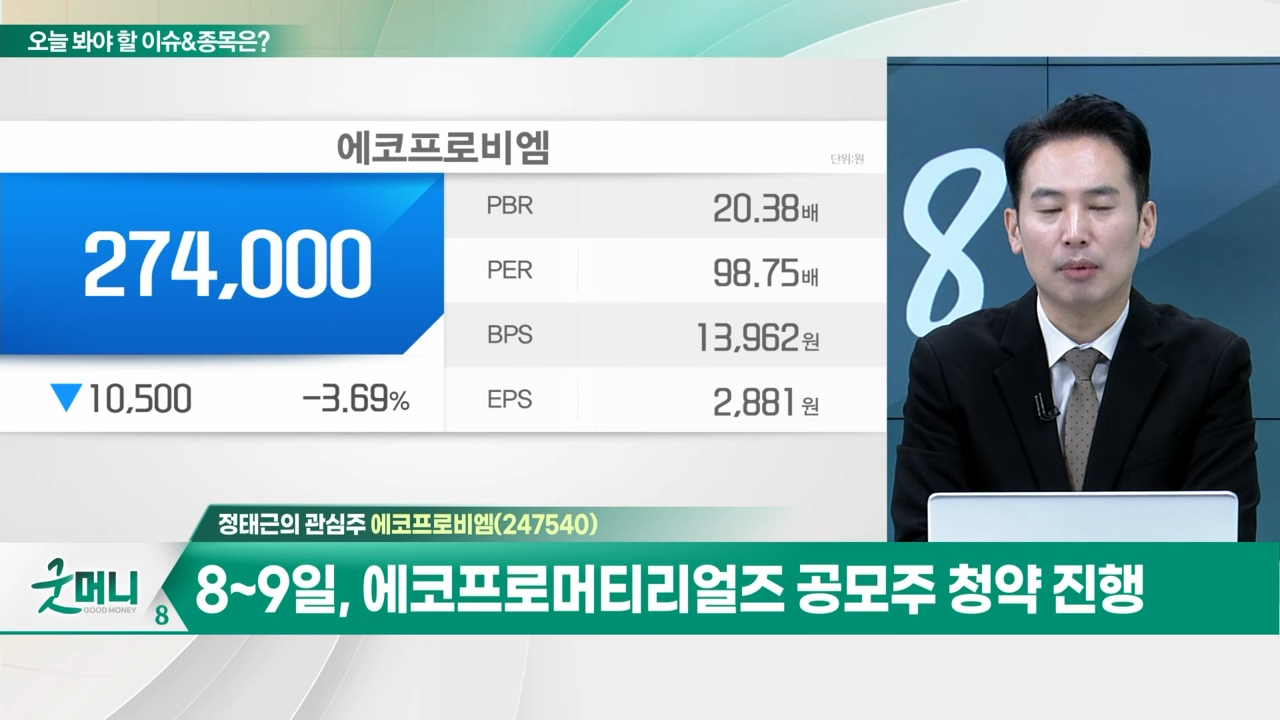 오늘 봐야 할 이슈&종목은?
에코프로비엠
단위:원
274,000
▼10,500 -3.69%
PBR 20.38배
PER 98.75배
BPS 13,962원
EPS 2,881원
8
정태근의 관심주 에코프로비엠(247540)
8~9일, 에코프로머티리얼즈 공모주 청약 진행
굿머니
GOOD MONEY
8